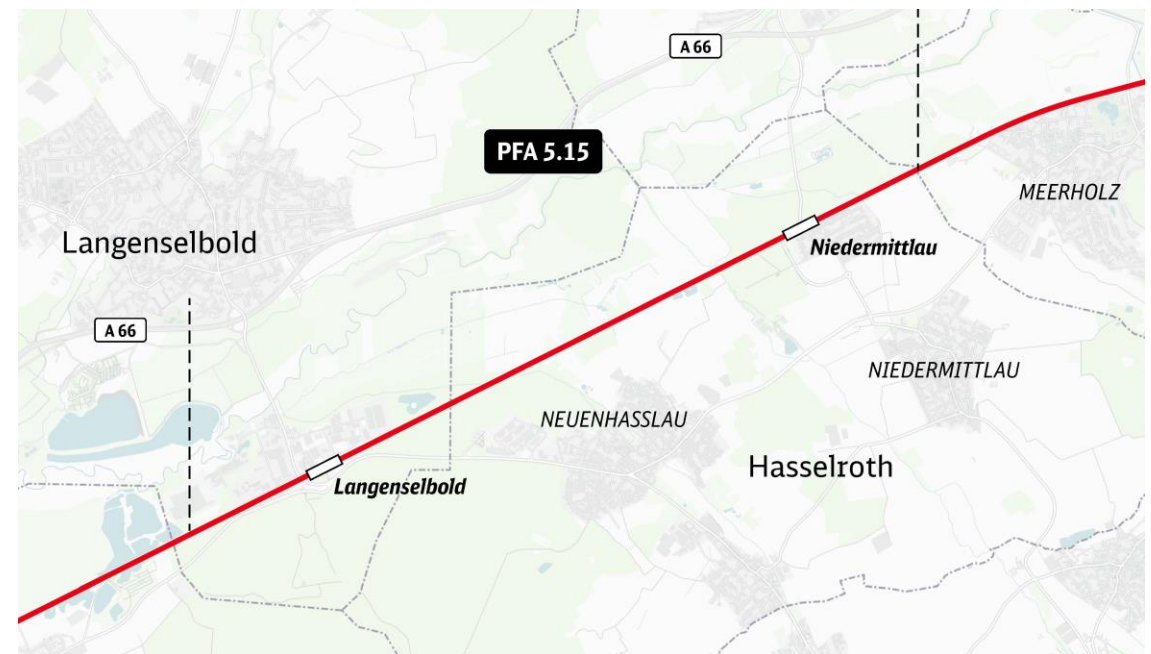 A 66
PFA 5.15
MEERHOLZ
Langenselbold
Niedermittlau
A 66
NIEDERMITTLAU
NEUENHASSLAU
Hasselroth
Langenselbold